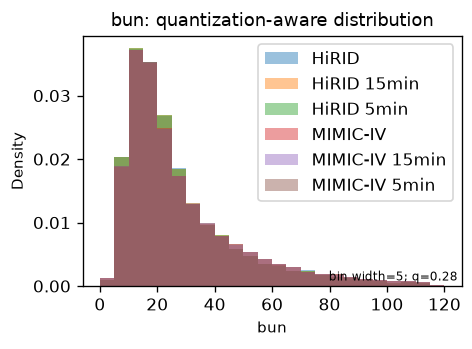 bun: quantization-aware distribution
Density
0.03
0.02
0.01
0.00
HiRID
HiRID 15min
HiRID 5min
MIMIC-IV
MIMIC-IV 15min
MIMIC-IV 5min
bin width=5; q=0.28
0 20 40 60 80 100 120
bun